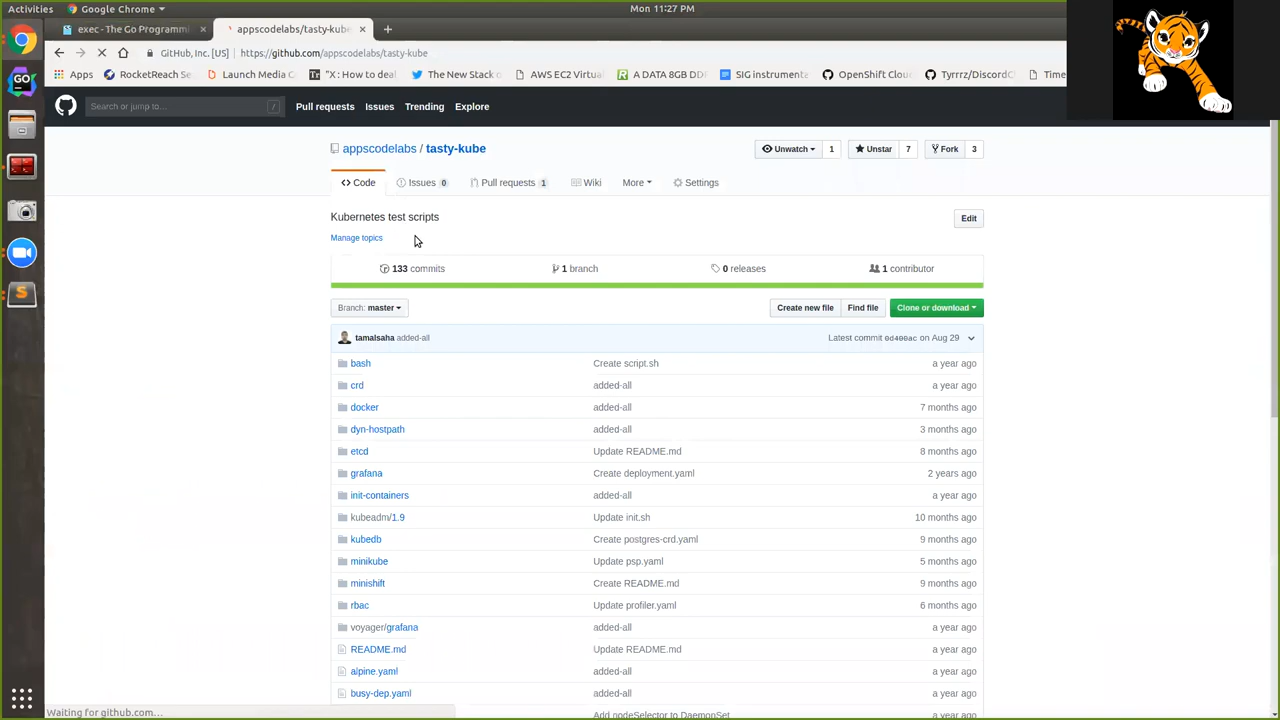 Activities Google Chrome Mon 11:27 PM
exec - The Go Programmi × appscodelabs/tasty-kube ×
GitHub, Inc. [US] https://github.com/appscodelabs/tasty-kube
Apps RocketReach Search Launch Media "X : How to deal The New Stack AWS EC2 Virtual A DATA 8GB DD SIG instrumenta OpenShift Clou Tyrrrz/DiscordC Time
Search or jump to... / Pull requests Issues Trending Explore
appscodelabs / tasty-kube Unwatch 1 Unstar 7 Fork 3
Code Issues 0 Pull requests 1 Wiki More Settings
Kubernetes test scripts Edit
Manage topics
133 commits 1 branch 0 releases 1 contributor
Branch: master Create new file Find file Clone or download
tamalsaha added-all Latest commit 0d400ac on Aug 29
bash Create script.sh a year ago
crd added-all a year ago
docker added-all 7 months ago
dyn-hostpath added-all 3 months ago
etcd Update README.md 8 months ago
grafana Create deployment.yaml 2 years ago
init-containers added-all a year ago
kubeadm/1.9 Update init.sh 10 months ago
kubedb Create postgres-crd.yaml 9 months ago
minikube Update psp.yaml 5 months ago
minishift Create README.md 9 months ago
rbac Update profiler.yaml 6 months ago
voyager/grafana added-all a year ago
README.md Update README.md a year ago
alpine.yaml added-all a year ago
busy-dep.yaml added-all a year ago
Add nodeSelector to DaemonSet
Waiting for github.com...